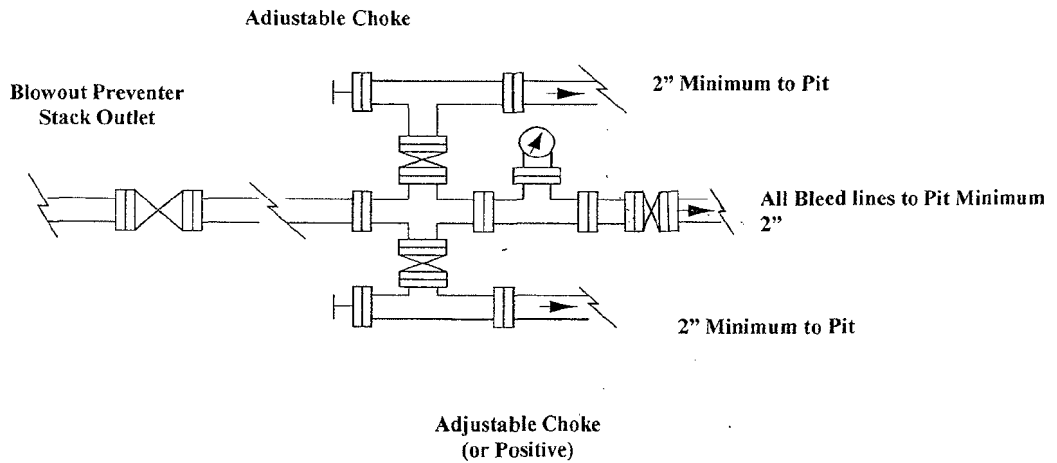 Adiustable Choke
Blowout Preventer
Stack Outlet
2” Minimum to Pit
All Bleed lines to Pit Minimum
2”
2” Minimum to Pit
Adjustable Choke
(or Positive)